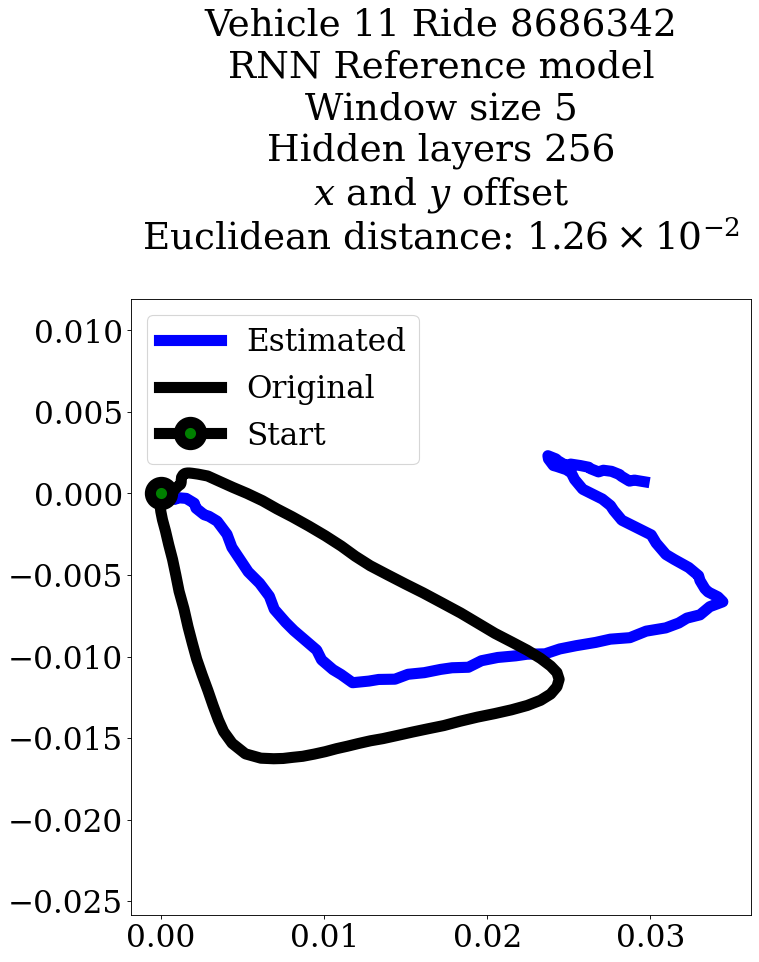 Vehicle 11 Ride 8686342
RNN Reference model
Window size 5
Hidden layers 256
x and y offset
Euclidean distance: 1.26 × 10⁻²
Estimated
Original
Start
0.010
0.005
0.000
−0.005
−0.010
−0.015
−0.020
−0.025
0.00 0.01 0.02 0.03